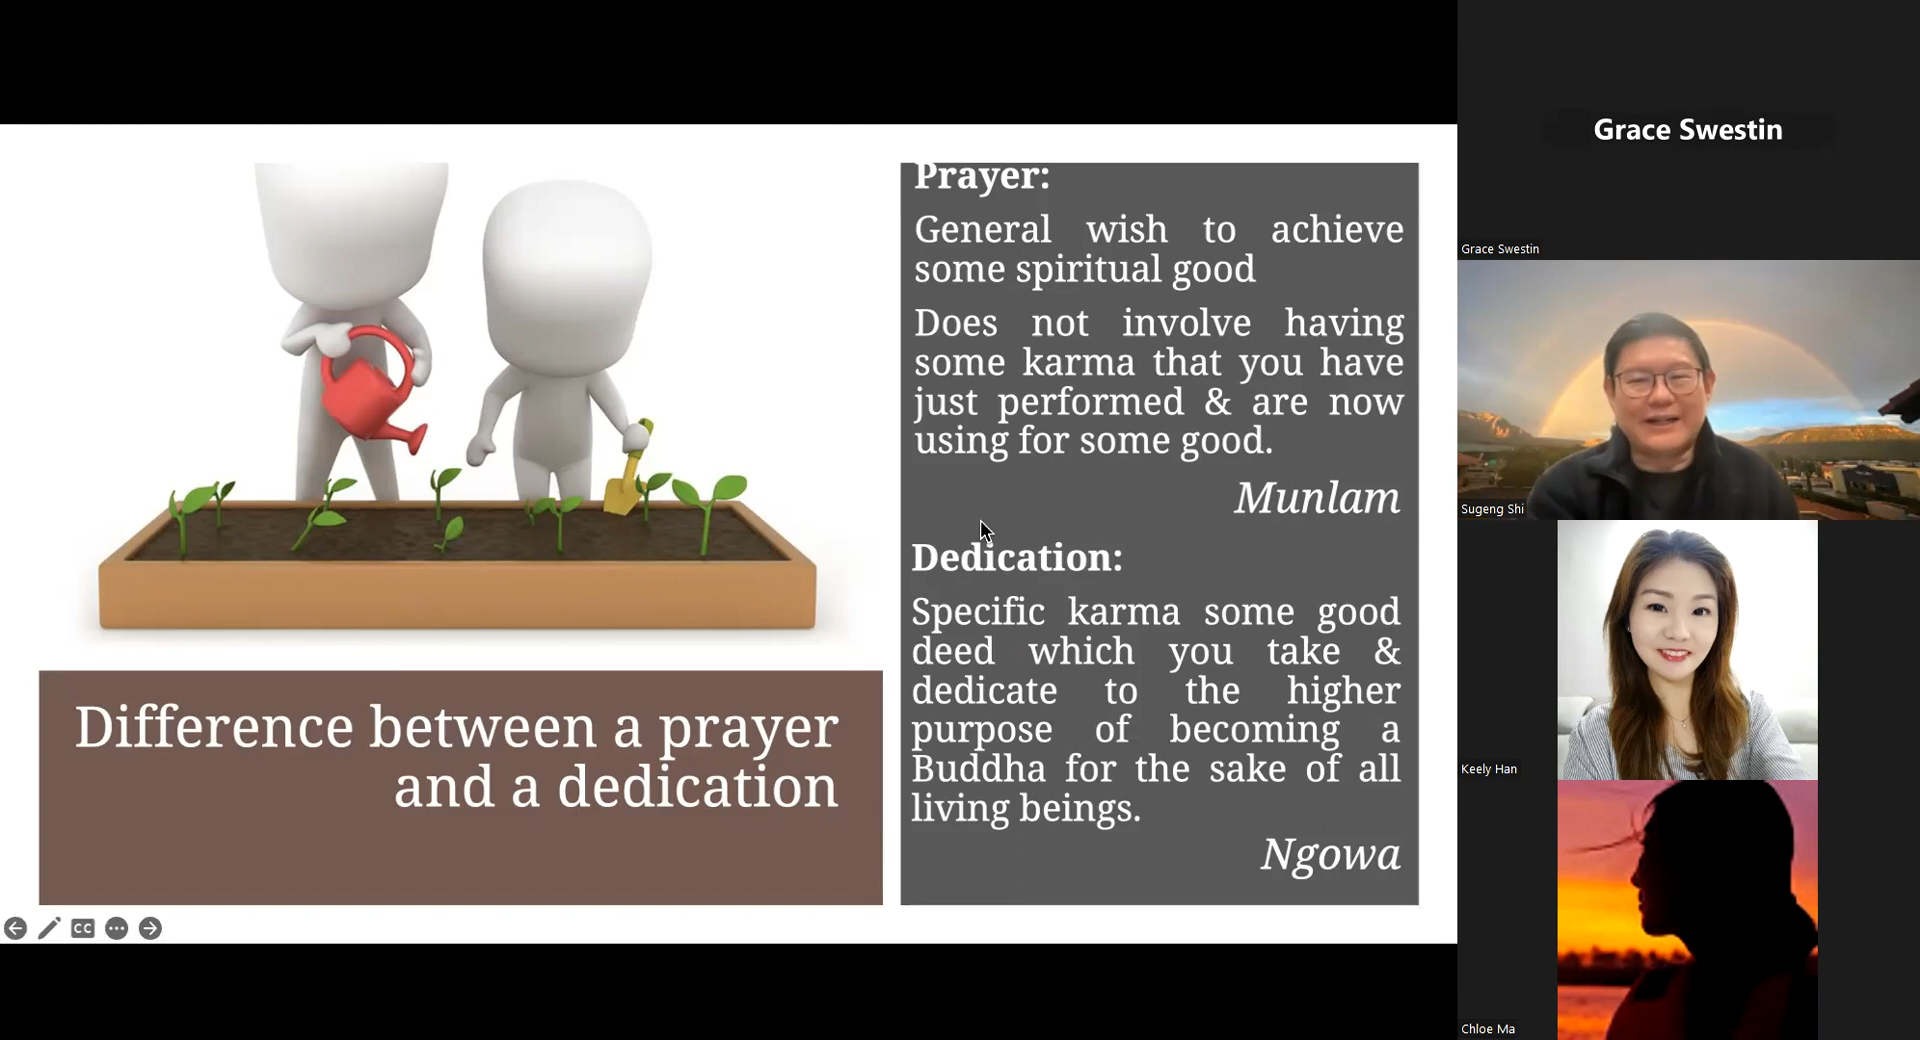 Prayer:
General wish to achieve
some spiritual good
Does not involve having
some karma that you have
just performed & are now
using for some good.
Munlam
Dedication:
Specific karma some good
deed which you take &
dedicate to the higher
purpose of becoming a
Buddha for the sake of all
living beings.
Ngowa
Difference between a prayer
and a dedication
CC
Grace Swestin
Grace Swestin
Sugeng Shi
Keely Han
Chloe Ma